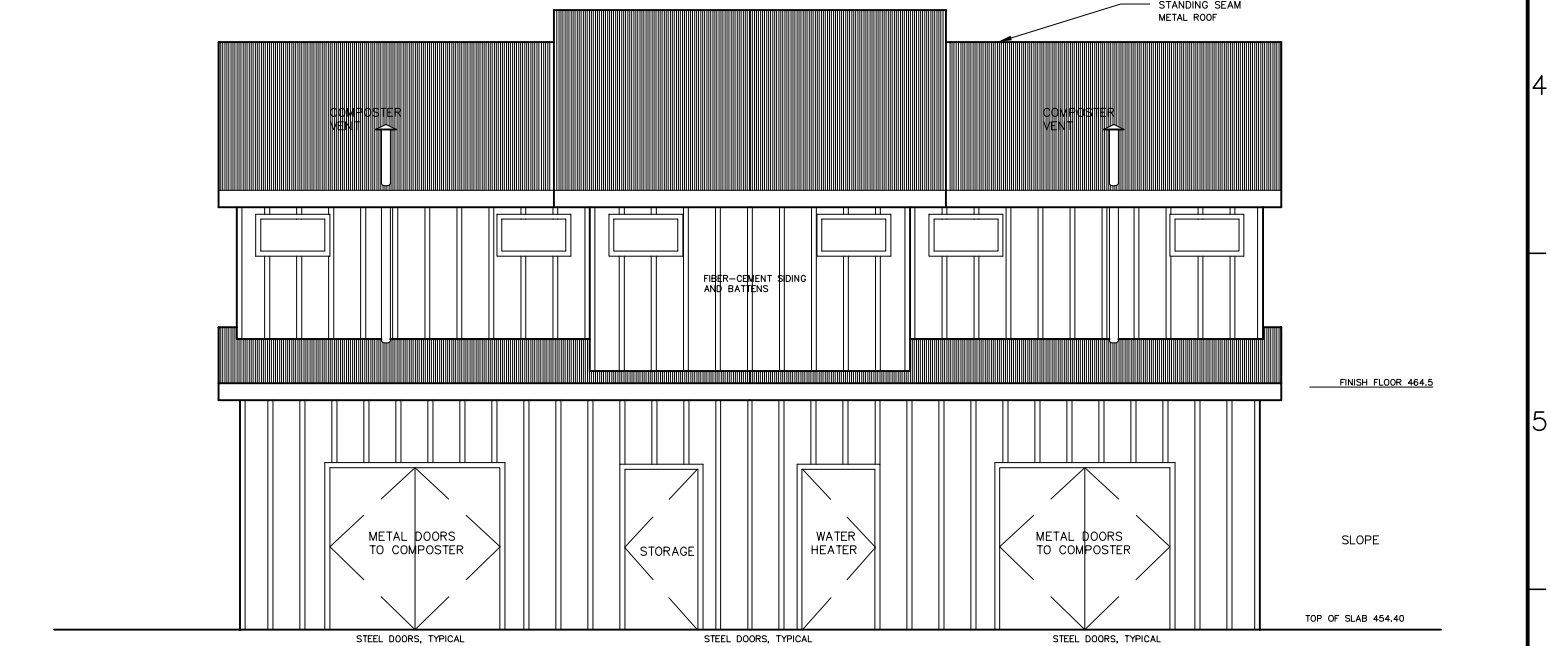 STANDING SEAM
METAL ROOF
4
COMPOSTER
VENT
COMPOSTER
VENT
FIBER-CEMENT SIDING
AND BATTENS
FINISH FLOOR 464.5
5
METAL DOORS
TO COMPOSTER
STORAGE
WATER
HEATER
METAL DOORS
TO COMPOSTER
SLOPE
TOP OF SLAB 454.40
STEEL DOORS, TYPICAL
STEEL DOORS, TYPICAL
STEEL DOORS, TYPICAL